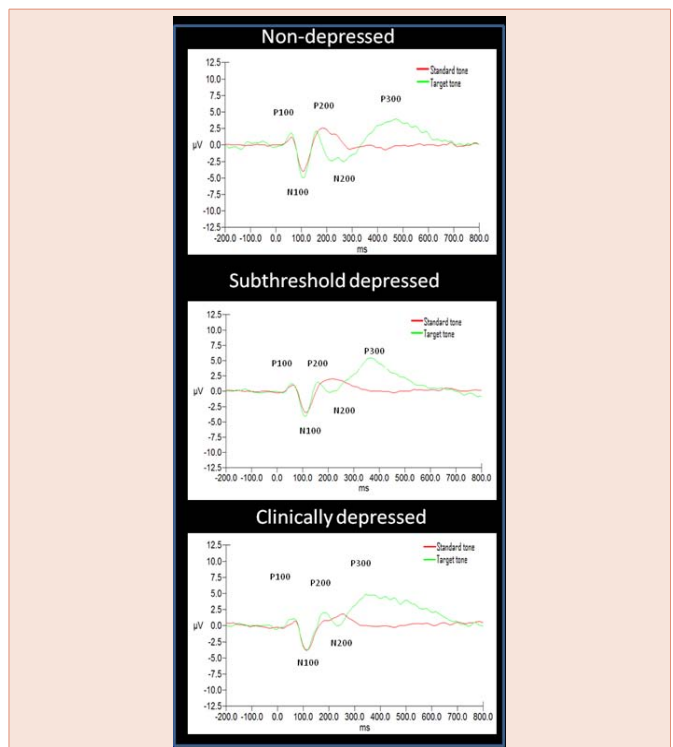 Non-depressed
12.5
10.0
7.5
5.0
2.5
0.0
-2.5
-5.0
-7.5
-10.0
-12.5
µV
Standard tone
Target tone
P100
P200
P300
N100
N200
-200.0 -100.0 0.0 100.0 200.0 300.0 400.0 500.0 600.0 700.0 800.0
ms
Subthreshold depressed
12.5
10.0
7.5
5.0
2.5
0.0
-2.5
-5.0
-7.5
-10.0
-12.5
µV
Standard tone
Target tone
P100
P200
P300
N100
N200
-200.0 -100.0 0.0 100.0 200.0 300.0 400.0 500.0 600.0 700.0 800.0
ms
Clinically depressed
12.5
10.0
7.5
5.0
2.5
0.0
-2.5
-5.0
-7.5
-10.0
-12.5
µV
Standard tone
Target tone
P100
P200
P300
N100
N200
-200.0 -100.0 0.0 100.0 200.0 300.0 400.0 500.0 600.0 700.0 800.0
ms